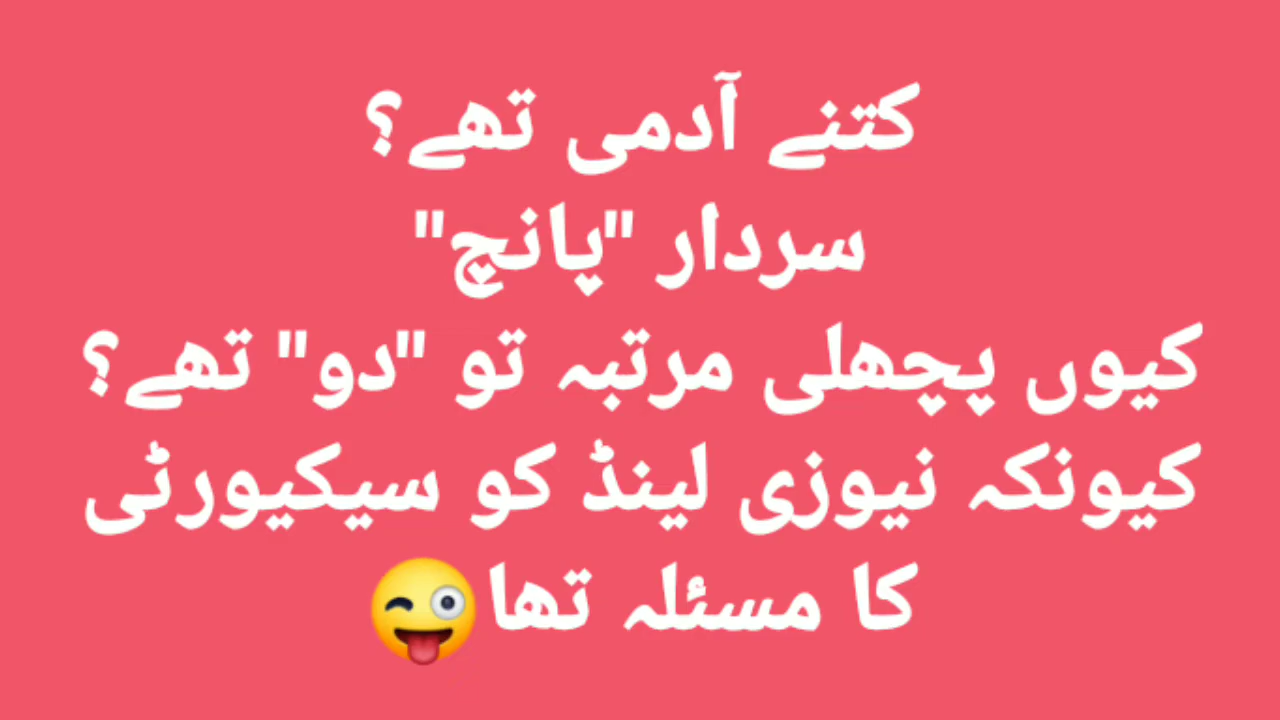 کتنے آدمی تھے؟
سردار "پانچ"
کیوں پچھلی مرتبہ تو "دو" تھے؟
کیونکہ نیوزی لینڈ کو سیکیورٹی
کا مسئلہ تھا😜